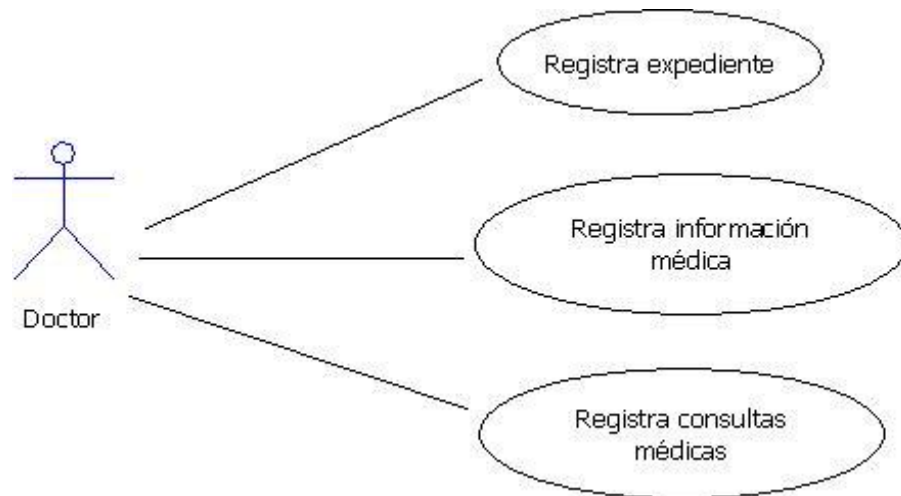 Registra expediente
Registra información
médica
Doctor
Registra consultas
médicas